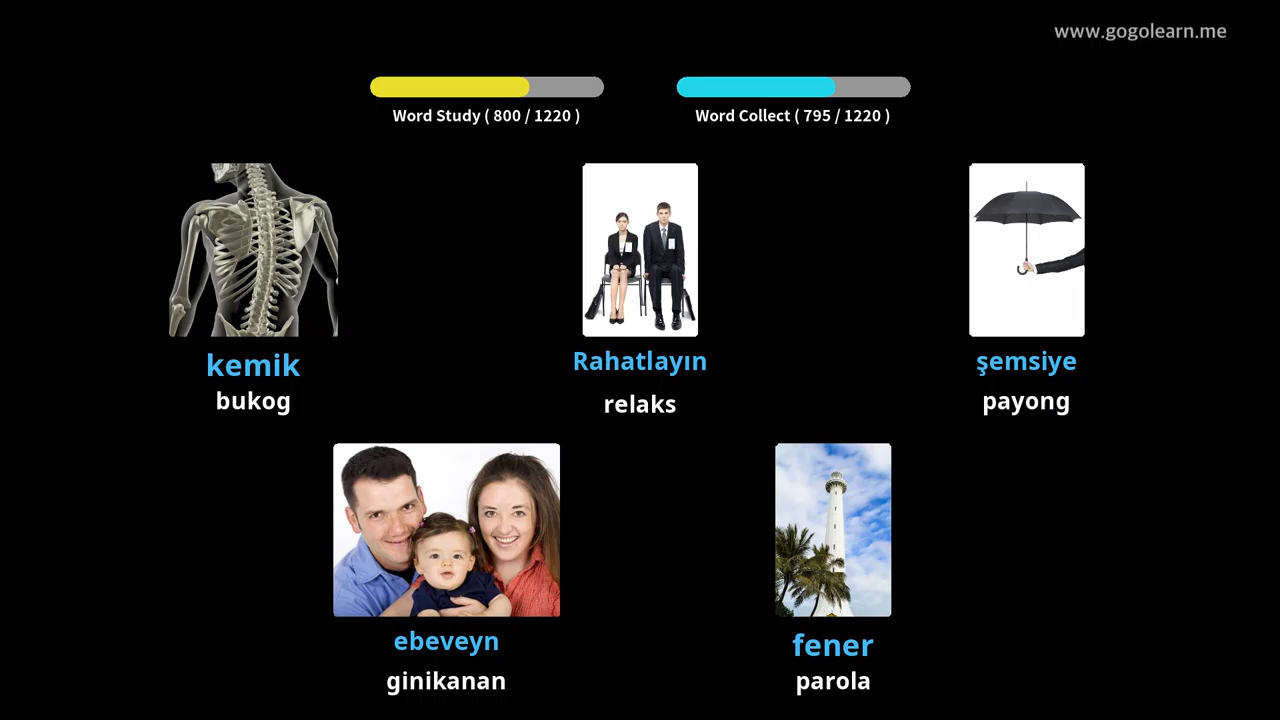 www.gogolearn.me
Word Study ( 800 / 1220 )
Word Collect ( 795 / 1220 )
kemik
bukog
Rahatlayın
relaks
şemsiye
payong
ebeveyn
ginikanan
fener
parola